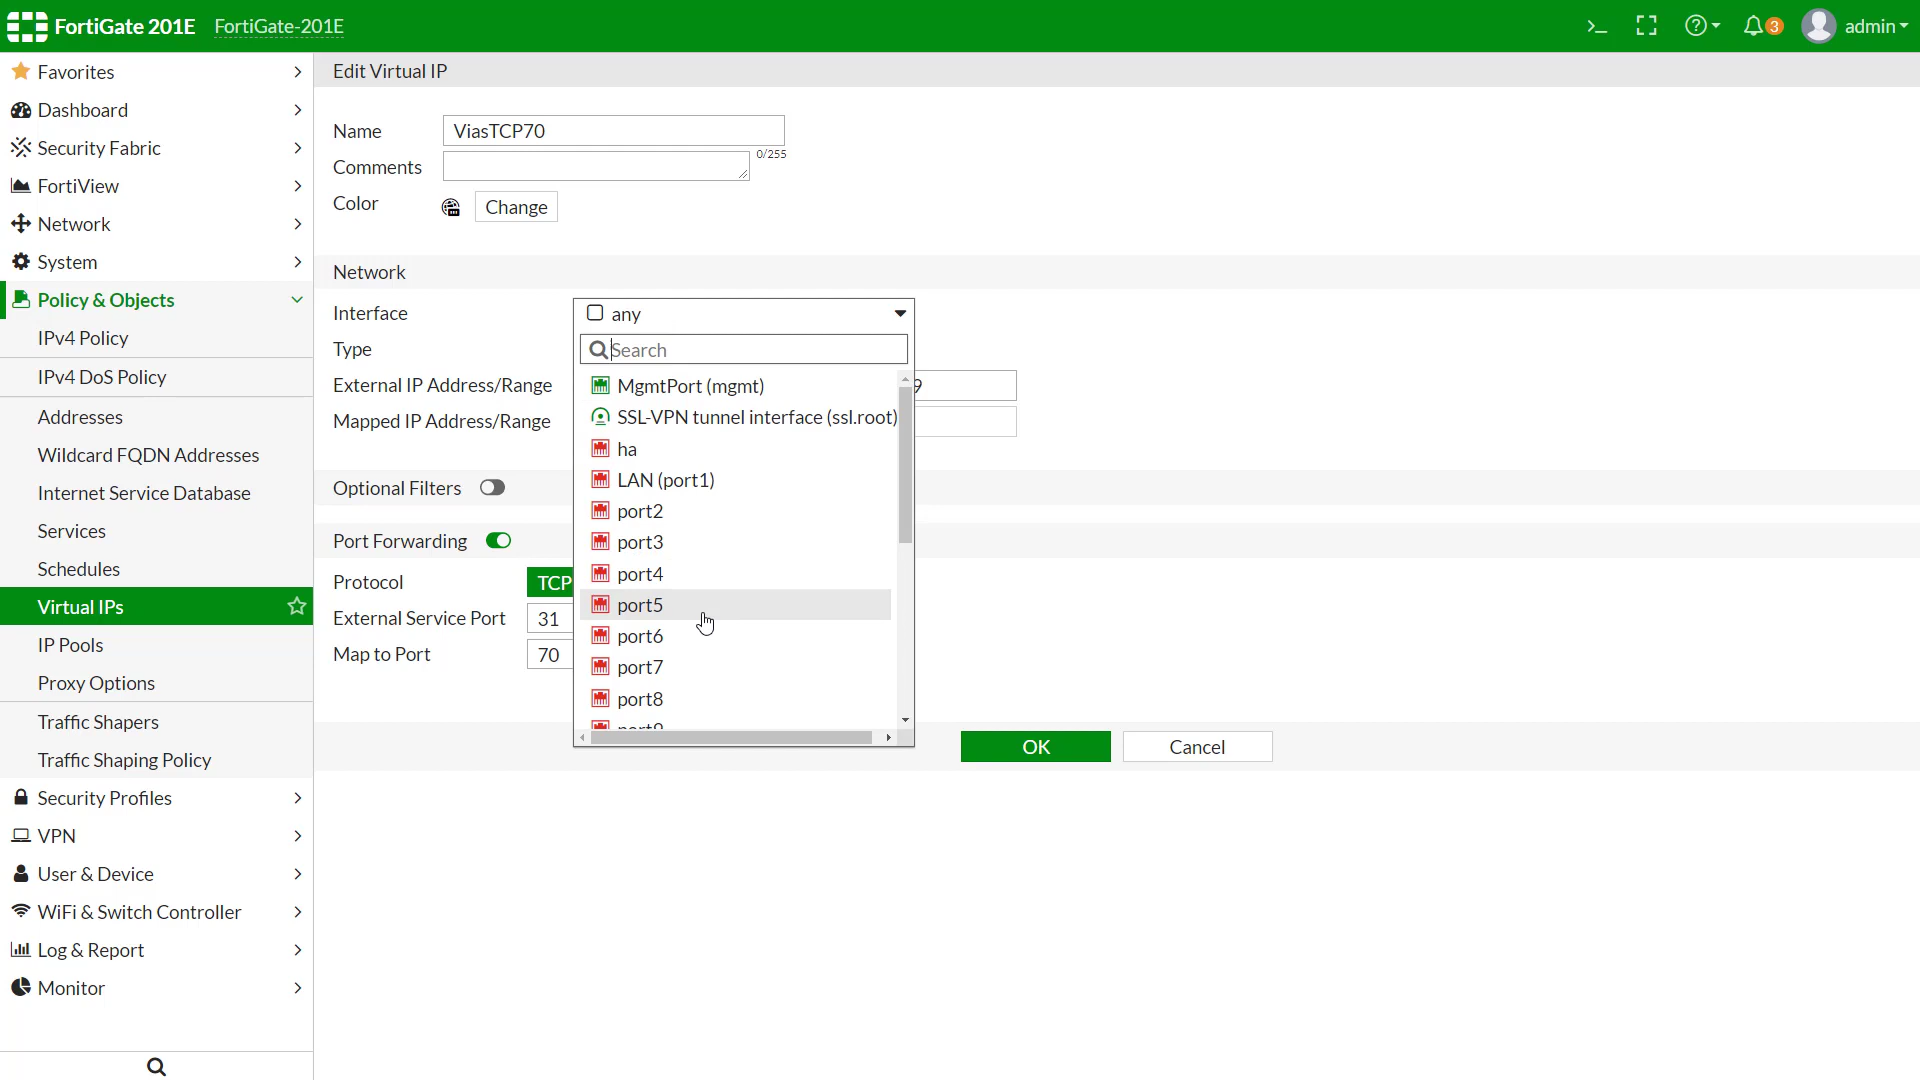 FortiGate 201E FortiGate-201E >_ 3 admin
Favorites
Dashboard
Security Fabric
FortiView
Network
System
Policy & Objects
IPv4 Policy
IPv4 DoS Policy
Addresses
Wildcard FQDN Addresses
Internet Service Database
Services
Schedules
Virtual IPs
IP Pools
Proxy Options
Traffic Shapers
Traffic Shaping Policy
Security Profiles
VPN
User & Device
WiFi & Switch Controller
Log & Report
Monitor
Edit Virtual IP
Name ViasTCP70
Comments 0/255
Color Change
Network
Interface any
Type
External IP Address/Range 9
Mapped IP Address/Range
Search
MgmtPort (mgmt)
SSL-VPN tunnel interface (ssl.root)
ha
LAN (port1)
port2
port3
port4
port5
port6
port7
port8
port9
Optional Filters
Port Forwarding
Protocol TCP
External Service Port 31
Map to Port 70
OK Cancel